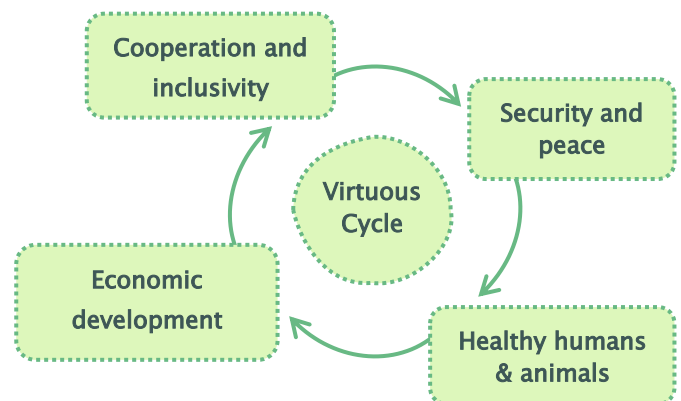 Cooperation and
inclusivity
Security and
peace
Virtuous
Cycle
Economic
development
Healthy humans
& animals